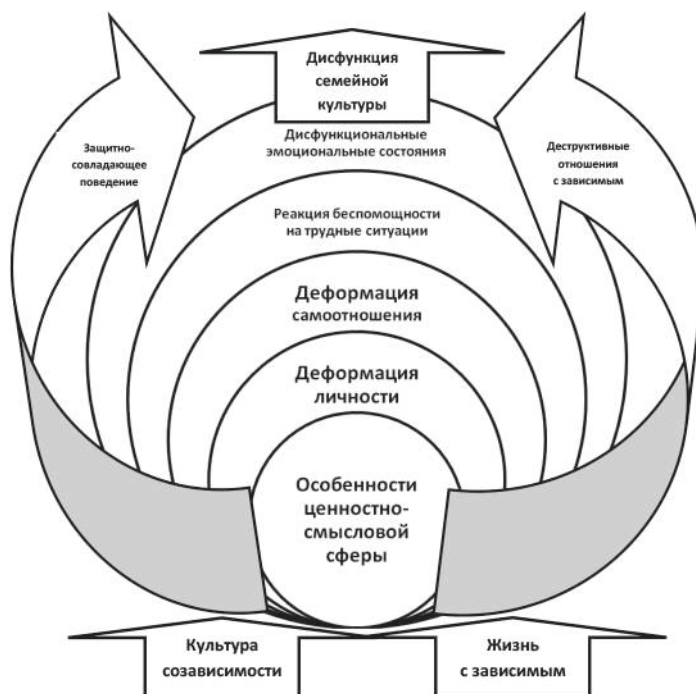 Дисфункция
семейной
культуры
Дисфункциональные
эмоциональные состояния
Защитно-
совладающее
поведение
Деструктивные
отношения
с зависимым
Реакция беспомощности
на трудные ситуации
Деформация
самоотношения
Деформация
личности
Особенности
ценностно-
смысловой
сферы
Культура
созависимости
Жизнь
с зависимым